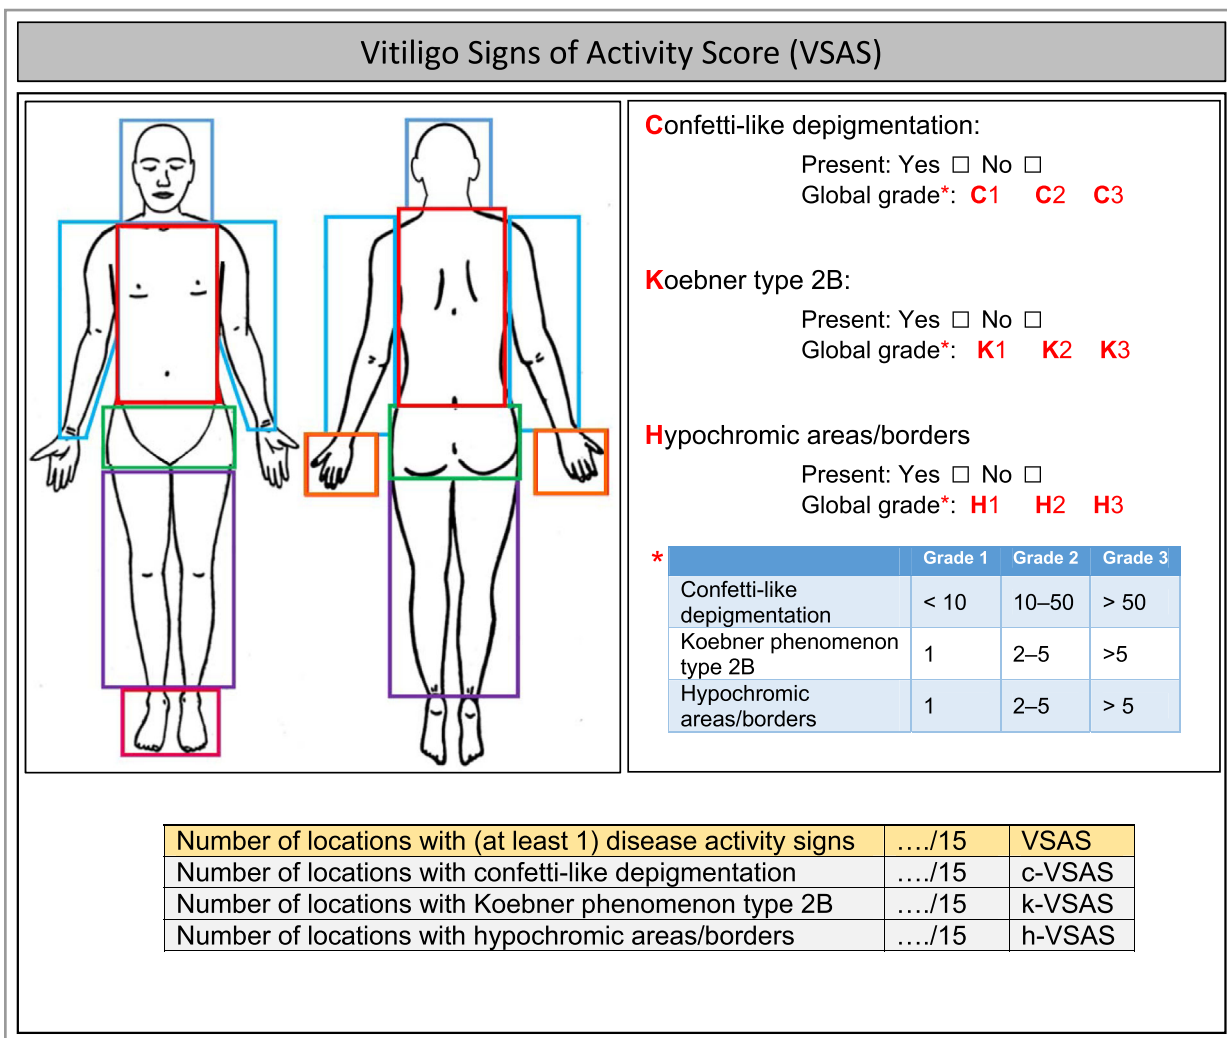 Vitiligo Signs of Activity Score (VSAS)
Confetti-like depigmentation:
Present: Yes ☐ No ☐
Global grade*: C1 C2 C3
Koebner type 2B:
Present: Yes ☐ No ☐
Global grade*: K1 K2 K3
Hypochromic areas/borders
Present: Yes ☐ No ☐
Global grade*: H1 H2 H3
* Grade 1 Grade 2 Grade 3
Confetti-like
depigmentation < 10 10–50 > 50
Koebner phenomenon
type 2B 1 2–5 >5
Hypochromic
areas/borders 1 2–5 > 5
Number of locations with (at least 1) disease activity signs …./15 VSAS
Number of locations with confetti-like depigmentation …./15 c-VSAS
Number of locations with Koebner phenomenon type 2B …./15 k-VSAS
Number of locations with hypochromic areas/borders …./15 h-VSAS